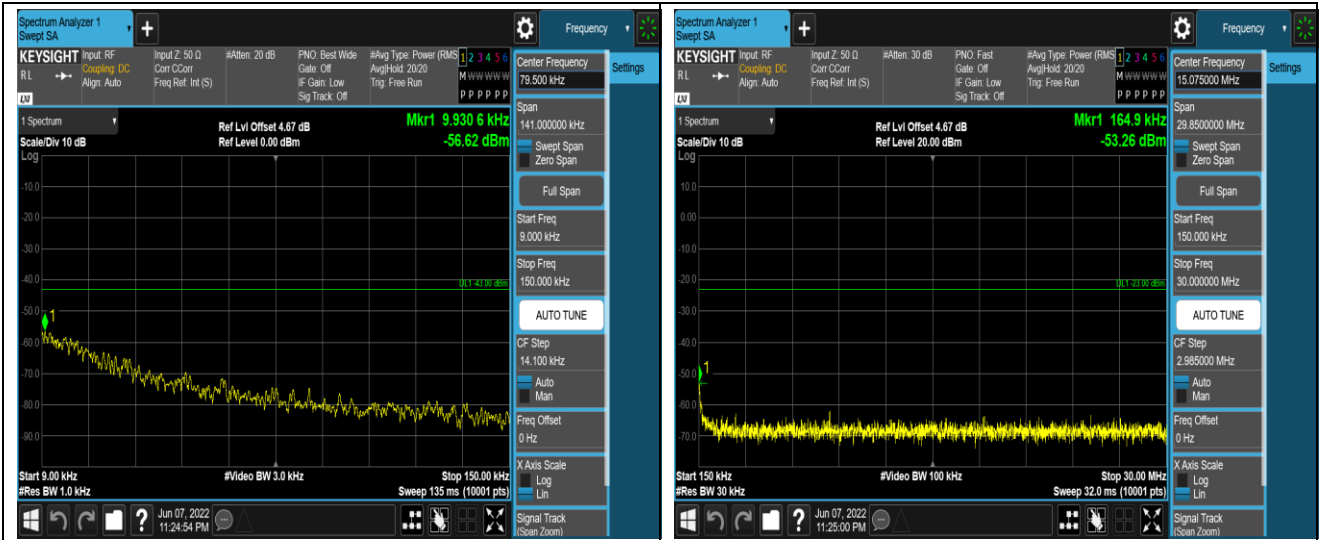 Spectrum Analyzer 1
Swept SA
+
Frequency
KEYSIGHT
RL
LXI
Input: RF
Coupling: DC
Align: Auto
Input Z: 50 Ω
Corr CCorr
Freq Ref: Int (S)
#Atten: 20 dB
PNO: Best Wide
Gate: Off
IF Gain: Low
Sig Track: Off
#Avg Type: Power (RMS
Avg|Hold: 20/20
Trig: Free Run
1 2 3 4 5 6
M W W W W W
P P P P P P
1 Spectrum
Scale/Div 10 dB
Log
Ref Lvl Offset 4.67 dB
Ref Level 0.00 dBm
Mkr1 9.930 6 kHz
-56.62 dBm
-10.0
-20.0
-30.0
-40.0
-50.0
-60.0
-70.0
-80.0
-90.0
DL1 -43.00 dBm
1
Start 9.00 kHz
#Res BW 1.0 kHz
#Video BW 3.0 kHz
Stop 150.00 kHz
Sweep 135 ms (10001 pts)
Center Frequency
79.500 kHz
Settings
Span
141.000000 kHz
Swept Span
Zero Span
Full Span
Start Freq
9.000 kHz
Stop Freq
150.000 kHz
AUTO TUNE
CF Step
14.100 kHz
Auto
Man
Freq Offset
0 Hz
X Axis Scale
Log
Lin
Signal Track
(Span Zoom)
?
Jun 07, 2022
11:24:54 PM
Spectrum Analyzer 1
Swept SA
+
Frequency
KEYSIGHT
RL
LXI
Input: RF
Coupling: DC
Align: Auto
Input Z: 50 Ω
Corr CCorr
Freq Ref: Int (S)
#Atten: 30 dB
PNO: Fast
Gate: Off
IF Gain: Low
Sig Track: Off
#Avg Type: Power (RMS
Avg|Hold: 20/20
Trig: Free Run
1 2 3 4 5 6
M W W W W W
P P P P P P
1 Spectrum
Scale/Div 10 dB
Log
Ref Lvl Offset 4.67 dB
Ref Level 20.00 dBm
Mkr1 164.9 kHz
-53.26 dBm
10.0
0.00
-10.0
-20.0
-30.0
-40.0
-50.0
-60.0
-70.0
DL1 -23.00 dBm
1
Start 150 kHz
#Res BW 30 kHz
#Video BW 100 kHz
Stop 30.00 MHz
Sweep 32.0 ms (10001 pts)
Center Frequency
15.075000 MHz
Settings
Span
29.8500000 MHz
Swept Span
Zero Span
Full Span
Start Freq
150.000 kHz
Stop Freq
30.000000 MHz
AUTO TUNE
CF Step
2.985000 MHz
Auto
Man
Freq Offset
0 Hz
X Axis Scale
Log
Lin
Signal Track
(Span Zoom)
?
Jun 07, 2022
11:25:00 PM